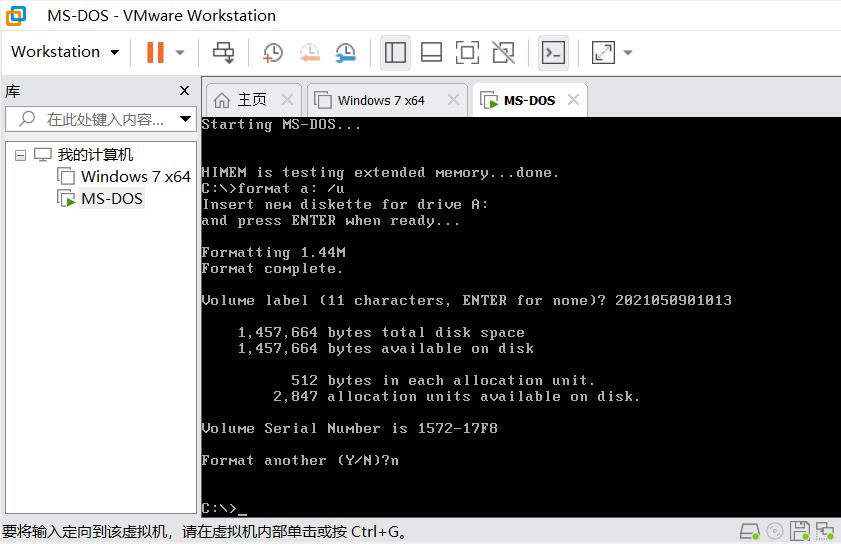 MS-DOS - VMware Workstation
Workstation
库
在此处键入内容...
我的计算机
Windows 7 x64
MS-DOS
主页
Windows 7 x64
MS-DOS
Starting MS-DOS...
HIMEM is testing extended memory...done.
C:\>format a: /u
Insert new diskette for drive A:
and press ENTER when ready...
Formatting 1.44M
Format complete.
Volume label (11 characters, ENTER for none)? 2021050901013
1,457,664 bytes total disk space
1,457,664 bytes available on disk
512 bytes in each allocation unit.
2,847 allocation units available on disk.
Volume Serial Number is 1572-17F8
Format another (Y/N)?n
C:\>_
要将输入定向到该虚拟机，请在虚拟机内部单击或按 Ctrl+G。